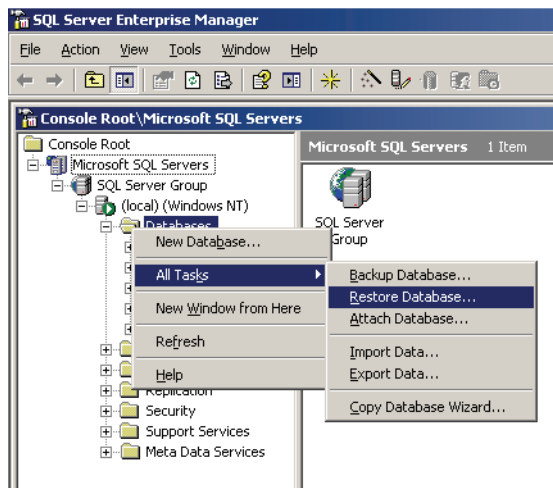 SQL Server Enterprise Manager
File Action View Tools Window Help
Console Root\Microsoft SQL Servers
Console Root
Microsoft SQL Servers
SQL Server Group
(local) (Windows NT)
Databases
Replication
Security
Support Services
Meta Data Services
Microsoft SQL Servers 1 Item
SQL Server
Group
New Database...
All Tasks
New Window from Here
Refresh
Help
Backup Database...
Restore Database...
Attach Database...
Import Data...
Export Data...
Copy Database Wizard...